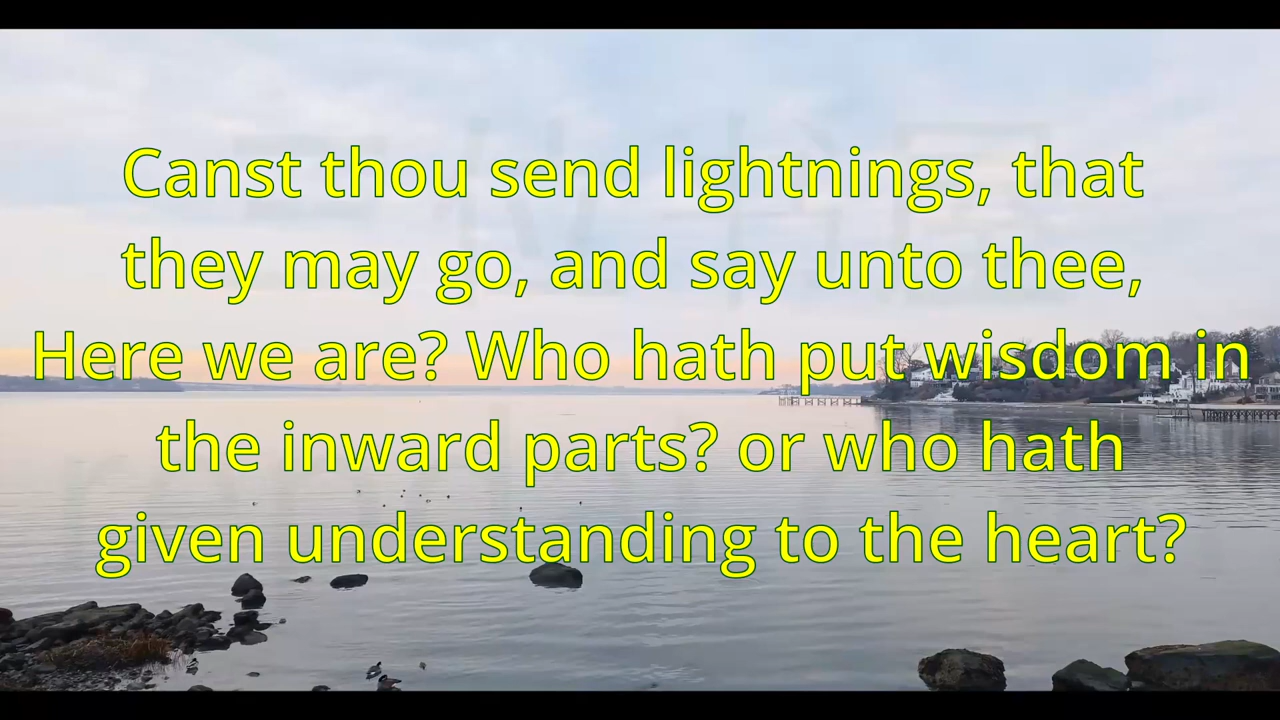 Canst thou send lightnings, that
they may go, and say unto thee,
Here we are? Who hath put wisdom in
the inward parts? or who hath
given understanding to the heart?